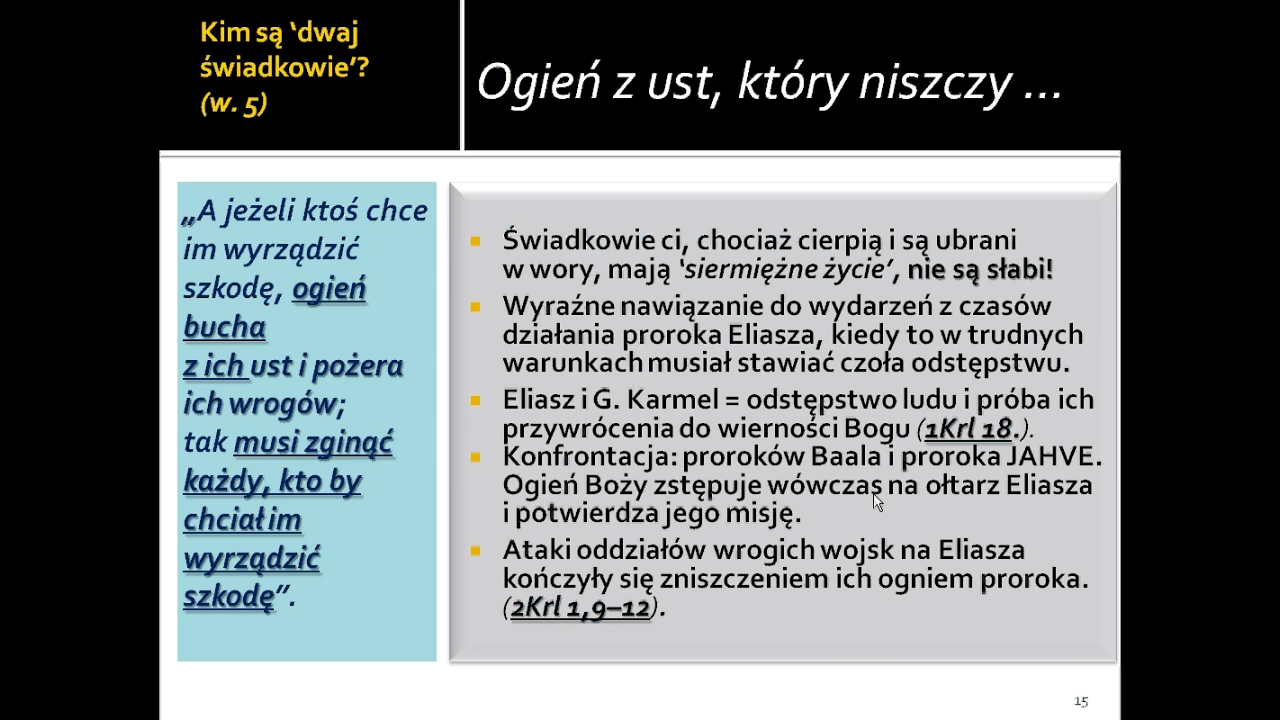 Kim są ‘dwaj
świadkowie’?
(w. 5)
Ogień z ust, który niszczy ...
„A jeżeli ktoś chce
im wyrządzić
szkodę, ogień
bucha
z ich ust i pożera
ich wrogów;
tak musi zginąć
każdy, kto by
chciał im
wyrządzić
szkodę”.
Świadkowie ci, chociaż cierpią i są ubrani
w wory, mają ‘siermiężne życie’, nie są słabi!
Wyraźne nawiązanie do wydarzeń z czasów
działania proroka Eliasza, kiedy to w trudnych
warunkach musiał stawiać czoła odstępstwu.
Eliasz i G. Karmel = odstępstwo ludu i próba ich
przywrócenia do wierności Bogu (1Krl 18.).
Konfrontacja: proroków Baala i proroka JAHVE.
Ogień Boży zstępuje wówczas na ołtarz Eliasza
i potwierdza jego misję.
Ataki oddziałów wrogich wojsk na Eliasza
kończyły się zniszczeniem ich ogniem proroka.
(2Krl 1,9–12).
15